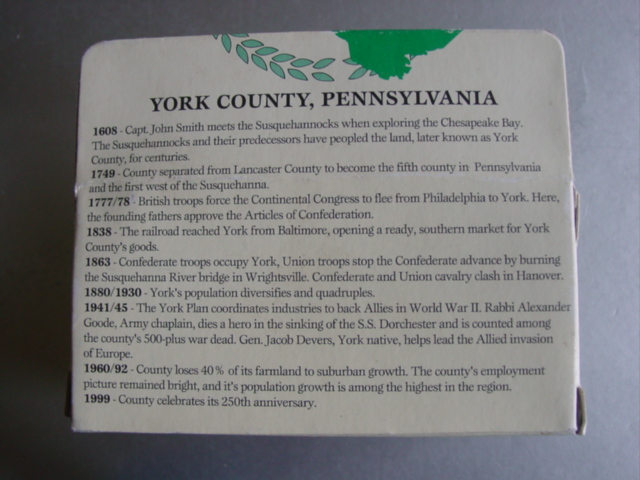 YORK COUNTY, PENNSYLVANIA
1608 - Capt. John Smith meets the Susquehannocks when exploring the Chesapeake Bay.
The Susquehannocks and their predecessors have peopled the land, later known as York
County, for centuries.
1749 - County separated from Lancaster County to become the fifth county in Pennsylvania
and the first west of the Susquehanna.
1777/78 - British troops force the Continental Congress to flee from Philadelphia to York. Here,
the founding fathers approve the Articles of Confederation.
1838 - The railroad reached York from Baltimore, opening a ready, southern market for York
County's goods.
1863 - Confederate troops occupy York, Union troops stop the Confederate advance by burning
the Susquehanna River bridge in Wrightsville. Confederate and Union cavalry clash in Hanover.
1880/1930 - York's population diversifies and quadruples.
1941/45 - The York Plan coordinates industries to back Allies in World War II. Rabbi Alexander
Goode, Army chaplain, dies a hero in the sinking of the S.S. Dorchester and is counted among
the county's 500-plus war dead. Gen. Jacob Devers, York native, helps lead the Allied invasion
of Europe.
1960/92 - County loses 40% of its farmland to suburban growth. The county's employment
picture remained bright, and it's population growth is among the highest in the region.
1999 - County celebrates its 250th anniversary.